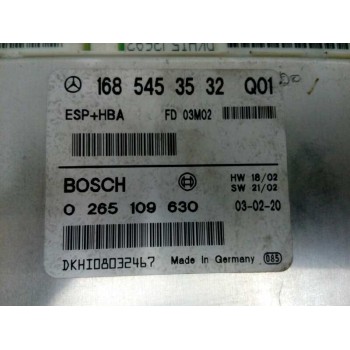 168 545 35 32 Q01
ESP+HBA FD 03M02
BOSCH
HW 18/02
SW 21/02
0 265 109 630 03-02-20
DKHI08032467 Made in Germany 085